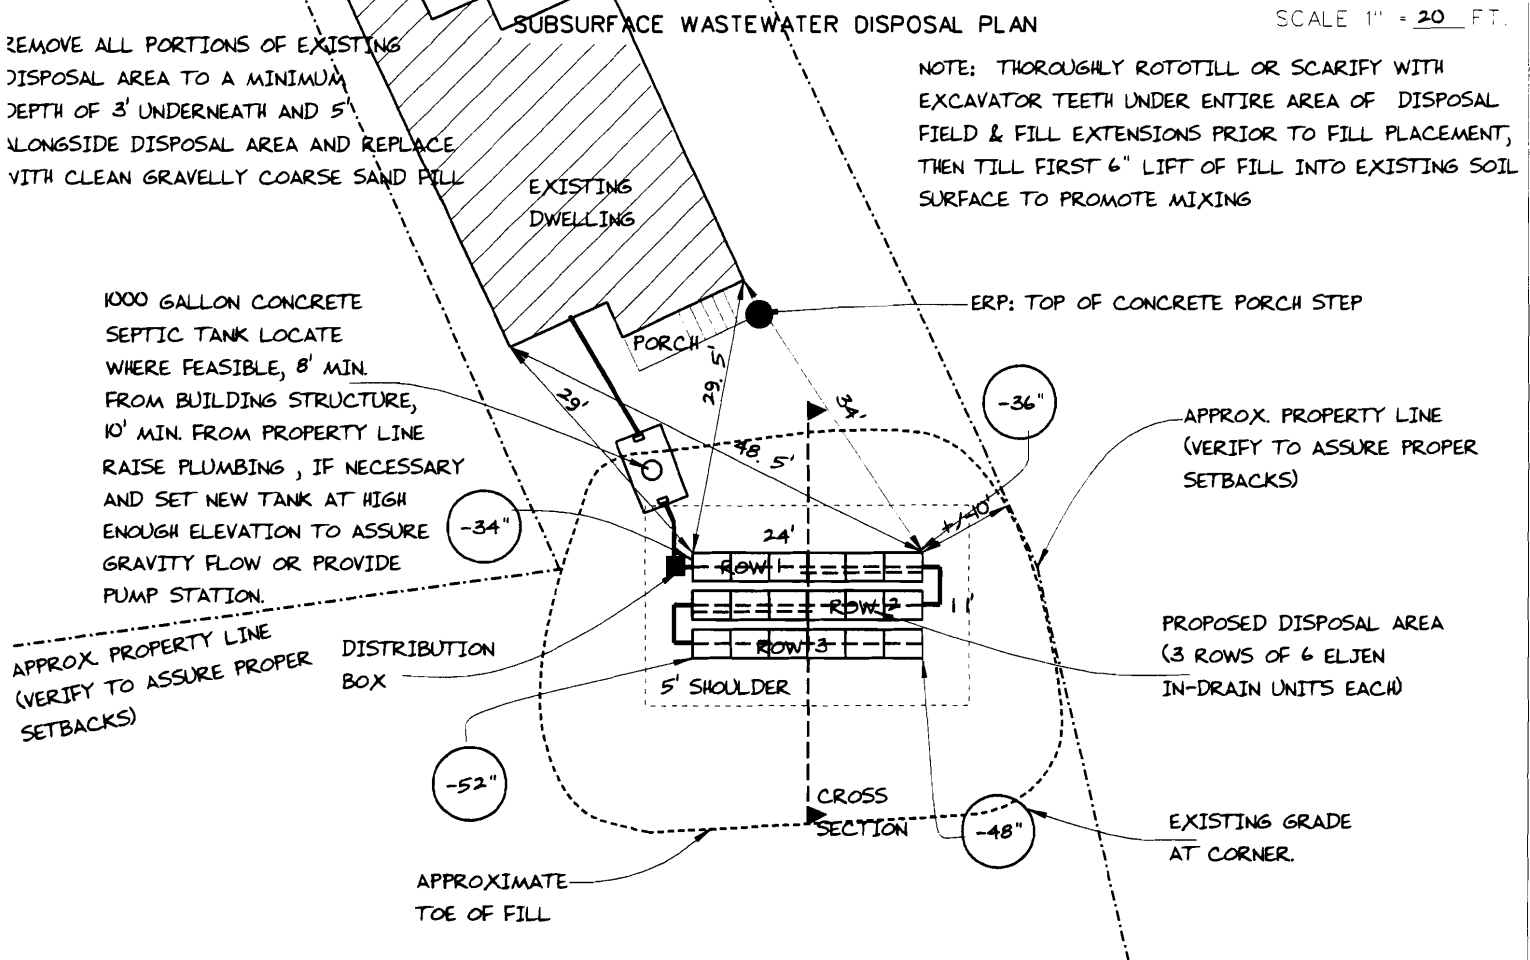 SUBSURFACE WASTEWATER DISPOSAL PLAN
SCALE 1" = 20 FT.
REMOVE ALL PORTIONS OF EXISTING
DISPOSAL AREA TO A MINIMUM
DEPTH OF 3' UNDERNEATH AND 5'
ALONGSIDE DISPOSAL AREA AND REPLACE
WITH CLEAN GRAVELLY COARSE SAND FILL
NOTE: THOROUGHLY ROTOTILL OR SCARIFY WITH
EXCAVATOR TEETH UNDER ENTIRE AREA OF DISPOSAL
FIELD & FILL EXTENSIONS PRIOR TO FILL PLACEMENT,
THEN TILL FIRST 6" LIFT OF FILL INTO EXISTING SOIL
SURFACE TO PROMOTE MIXING
EXISTING
DWELLING
1000 GALLON CONCRETE
SEPTIC TANK LOCATE
WHERE FEASIBLE, 8' MIN.
FROM BUILDING STRUCTURE,
10' MIN. FROM PROPERTY LINE
RAISE PLUMBING , IF NECESSARY
AND SET NEW TANK AT HIGH
ENOUGH ELEVATION TO ASSURE
GRAVITY FLOW OR PROVIDE
PUMP STATION.
ERP: TOP OF CONCRETE PORCH STEP
PORCH
29. 5'
29'
34'
48. 5'
-36"
APPROX. PROPERTY LINE
(VERIFY TO ASSURE PROPER
SETBACKS)
-34"
+/-40'
24'
ROW 1
ROW 2
11'
ROW 3
5' SHOULDER
PROPOSED DISPOSAL AREA
(3 ROWS OF 6 ELJEN
IN-DRAIN UNITS EACH)
APPROX. PROPERTY LINE
(VERIFY TO ASSURE PROPER
SETBACKS)
DISTRIBUTION
BOX
-52"
CROSS
SECTION
-48"
EXISTING GRADE
AT CORNER.
APPROXIMATE
TOE OF FILL